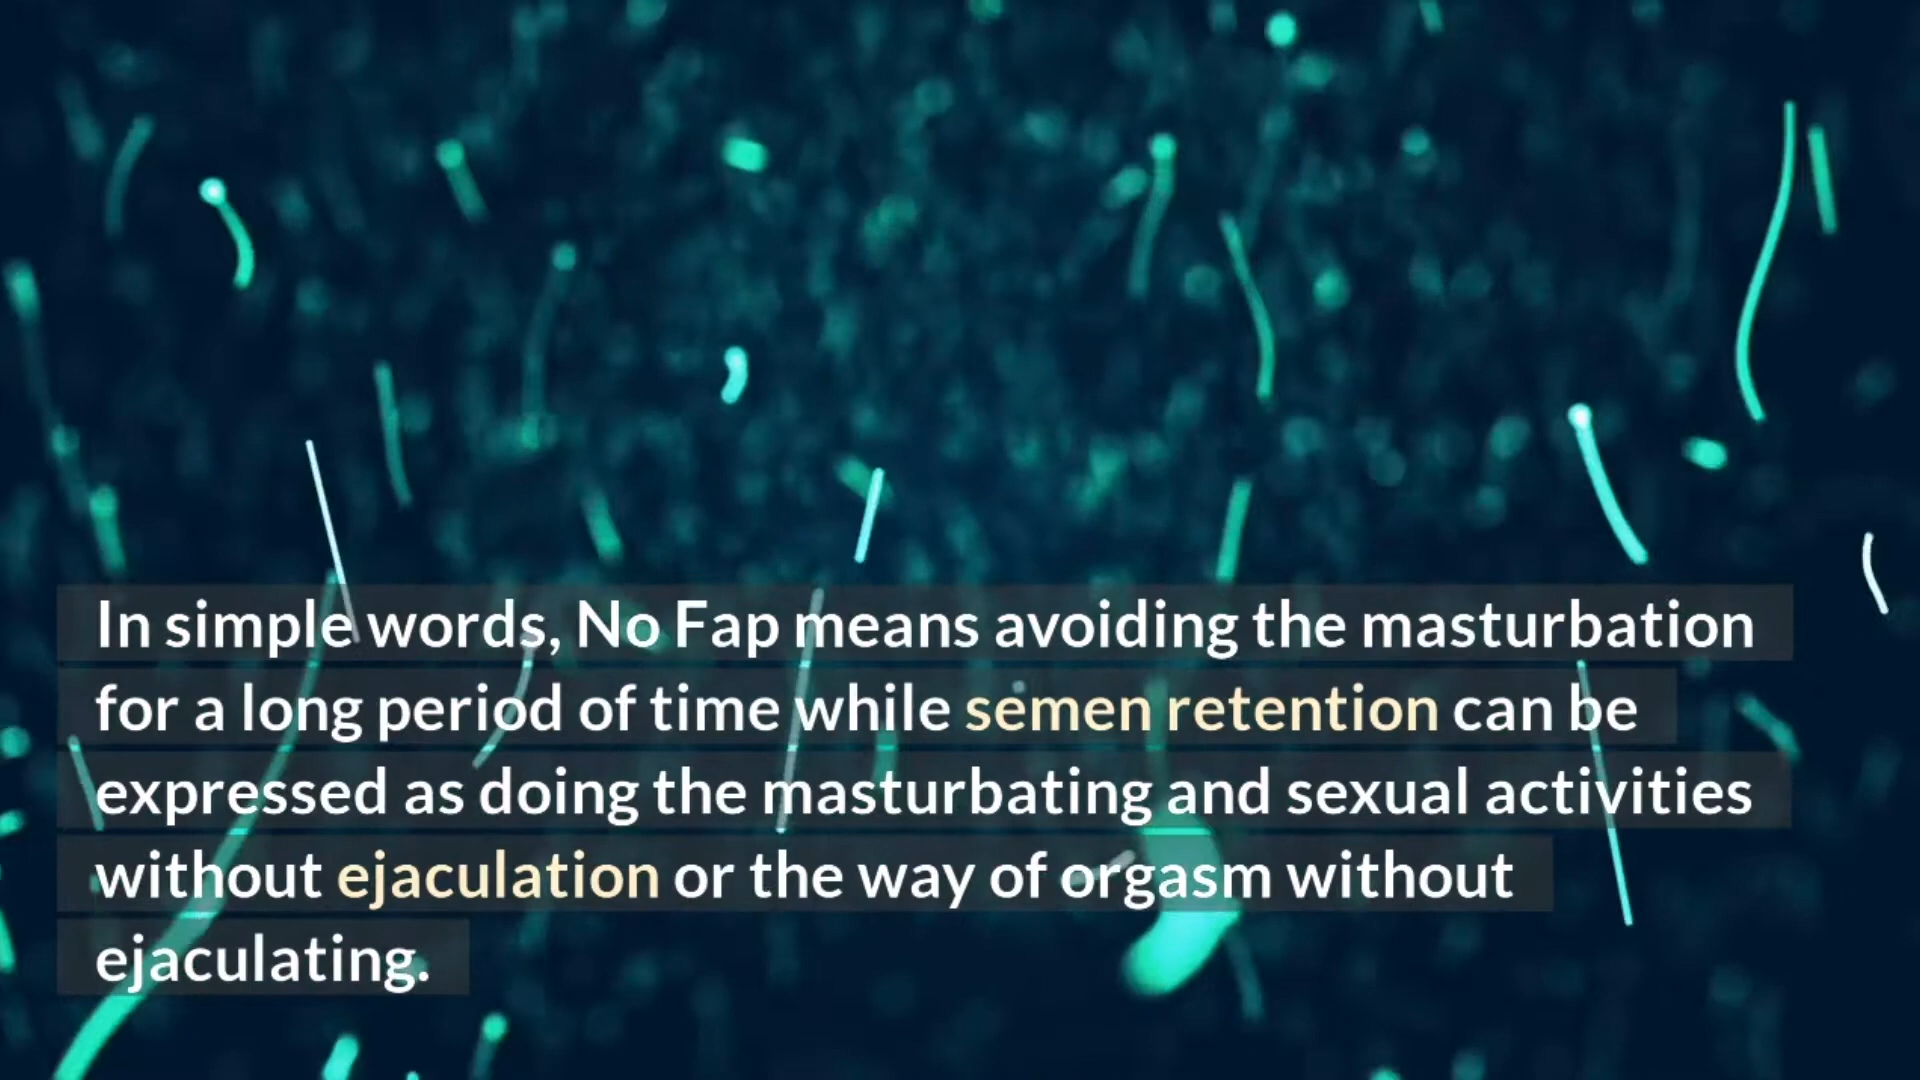 In simple words, No Fap means avoiding the masturbation
for a long period of time while semen retention can be
expressed as doing the masturbating and sexual activities
without ejaculation or the way of orgasm without
ejaculating.